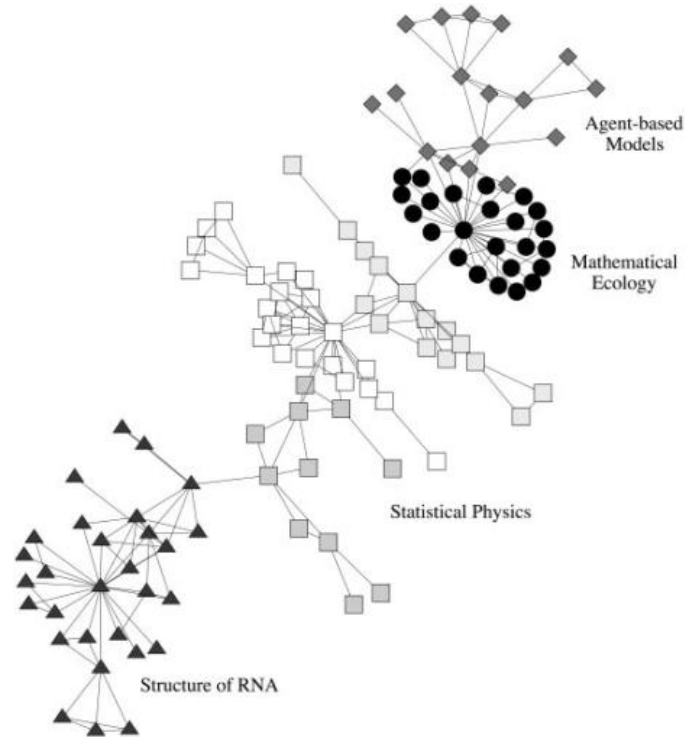 Agent-based
Models
Mathematical
Ecology
Statistical Physics
Structure of RNA